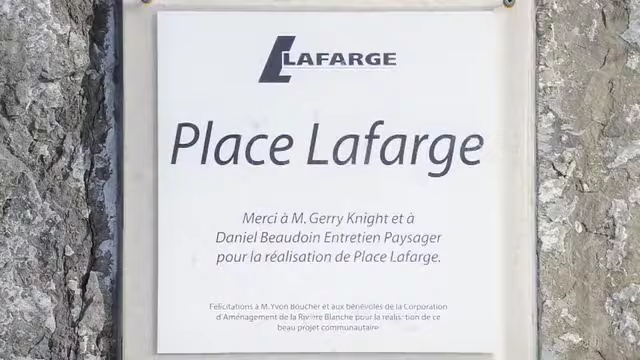 LAFARGE
Place Lafarge
Merci à M. Gerry Knight et à
Daniel Beaudoin Entretien Paysager
pour la réalisation de Place Lafarge.
Félicitations à M. Yvon Boucher et aux bénévoles de la Corporation
d'Aménagement de la Rivière Blanche pour la réalisation de ce
beau projet communautaire